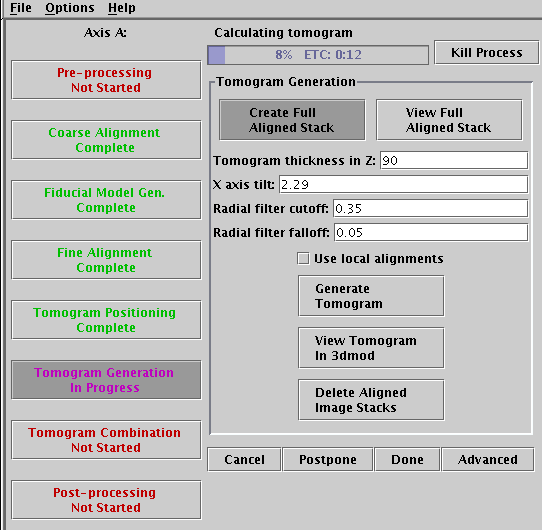 File Options Help
Axis A:
Pre-processing
Not Started
Coarse Alignment
Complete
Fiducial Model Gen.
Complete
Fine Alignment
Complete
Tomogram Positioning
Complete
Tomogram Generation
In Progress
Tomogram Combination
Not Started
Post-processing
Not Started
Calculating tomogram
8% ETC: 0:12
Kill Process
Tomogram Generation
Create Full
Aligned Stack
View Full
Aligned Stack
Tomogram thickness in Z: 90
X axis tilt: 2.29
Radial filter cutoff: 0.35
Radial filter falloff: 0.05
Use local alignments
Generate
Tomogram
View Tomogram
In 3dmod
Delete Aligned
Image Stacks
Cancel
Postpone
Done
Advanced